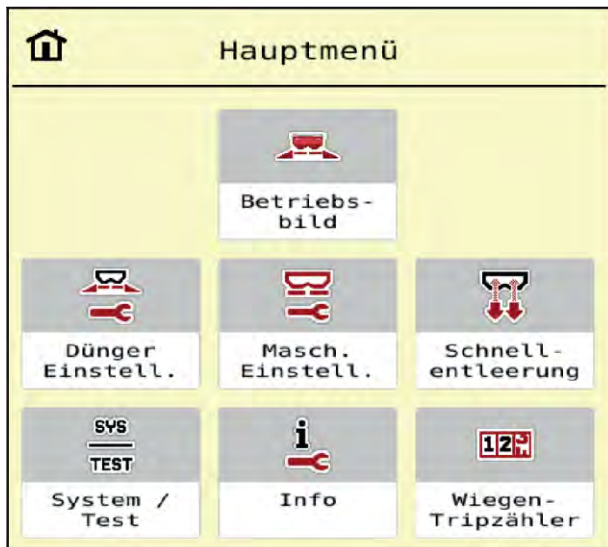 Hauptmenü
Betriebs-
bild
Dünger
Einstell.
Masch.
Einstell.
Schnell-
entleerung
SYS
TEST
System /
Test
i
Info
12
Wiegen-
Tripzähler